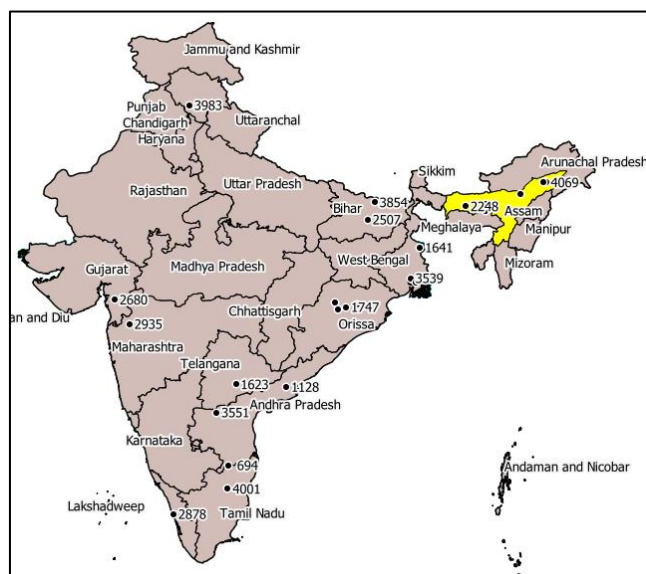 Jammu and Kashmir
3983
Punjab
Chandigarh
Haryana
Uttaranchal
Arunachal Pradesh
Sikkim
4069
Rajasthan
Uttar Pradesh
3854
2248
Bihar
Assam
2507
Meghalaya
Manipur
1641
West Bengal
Mizoram
Gujarat
Madhya Pradesh
3539
2680
an and Diu
Chhattisgarh
1747
Orissa
2935
Maharashtra
Telangana
1623
1128
Andhra Pradesh
3551
Karnataka
694
Andaman and Nicobar
4001
Lakshadweep
2878
Tamil Nadu